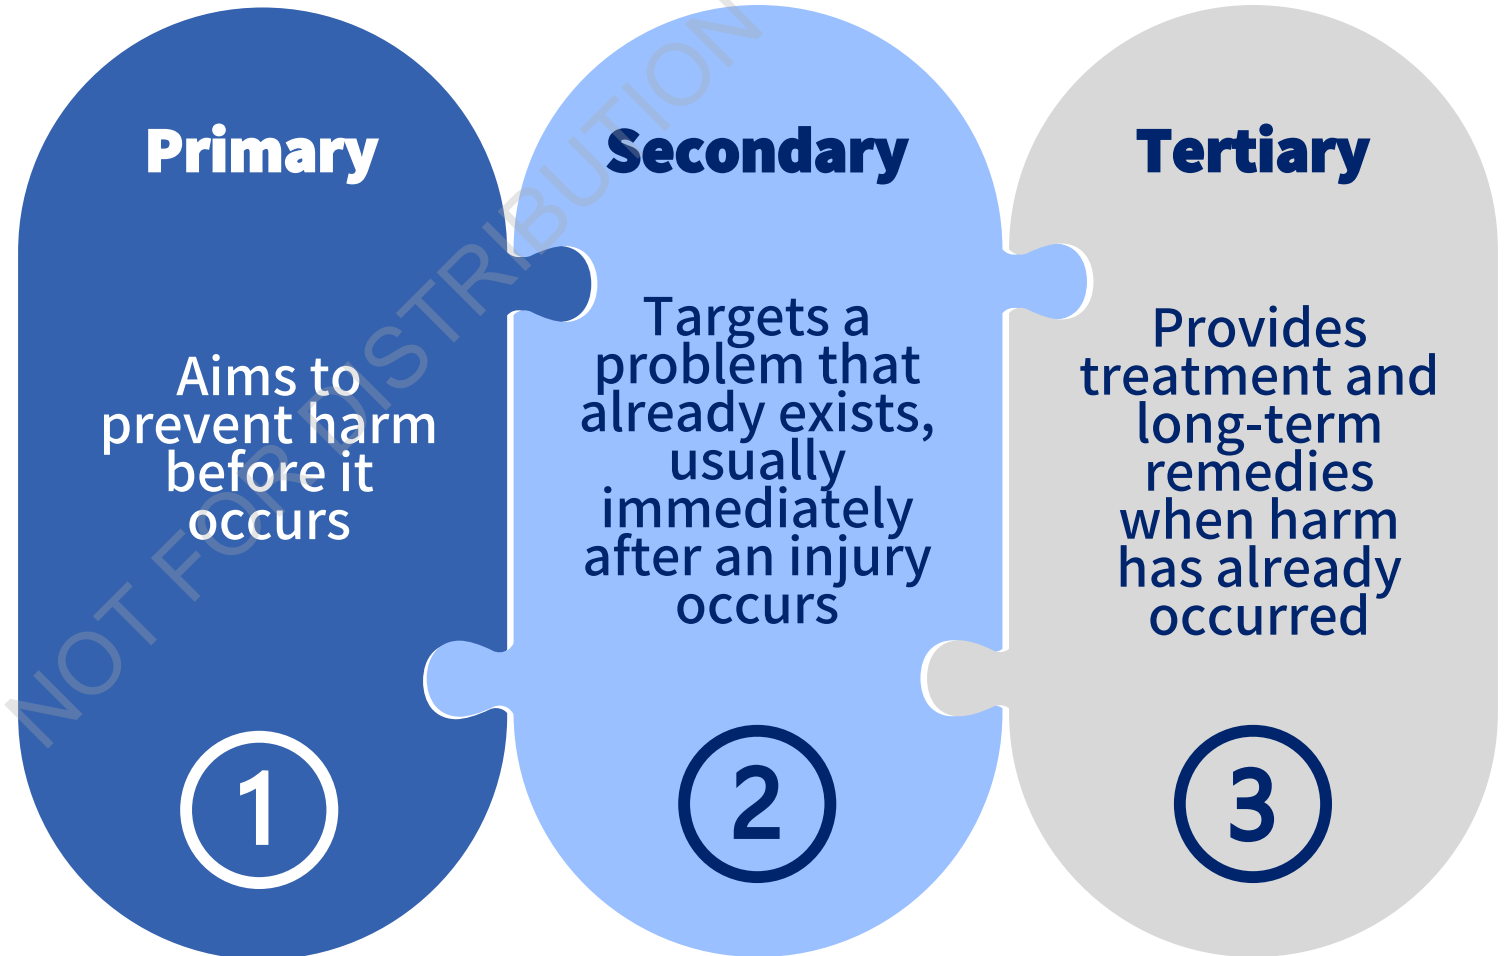 Primary
Aims to
prevent harm
before it
occurs
1
Secondary
Targets a
problem that
already exists,
usually
immediately
after an injury
occurs
2
Tertiary
Provides
treatment and
long-term
remedies
when harm
has already
occurred
3
NOT FOR DISTRIBUTION